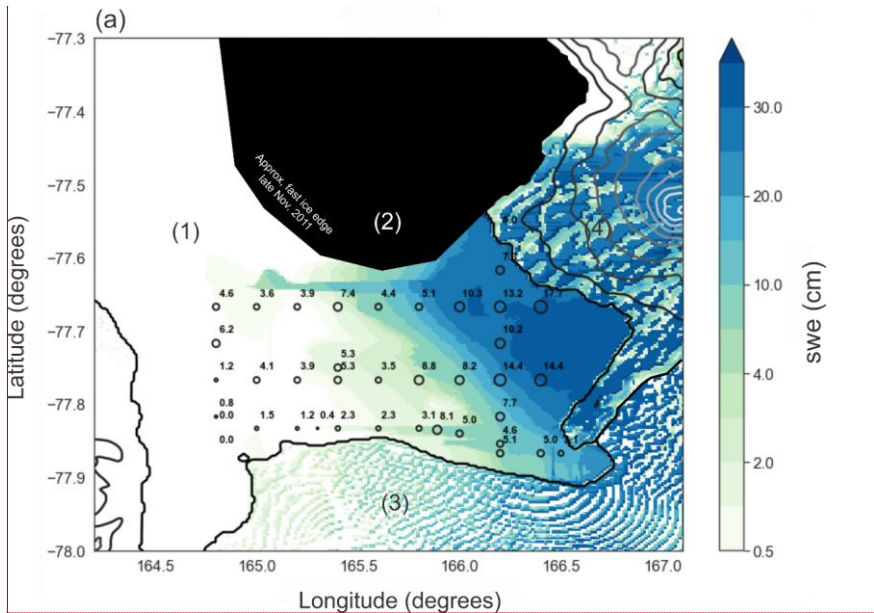 (a)
−77.3
−77.4
−77.5
−77.6
−77.7
−77.8
−77.9
−78.0
Latitude (degrees)
164.5 165.0 165.5 166.0 166.5 167.0
Longitude (degrees)
Approx, fast ice edge
late Nov. 2011
(1)
(2)
(3)
(4)
4.6 3.6 3.9 7.4 4.4 5.1 10.3 13.2 17.7
6.2 10.2
5.3
1.2 4.1 3.9 5.3 3.5 8.8 8.2 14.4 14.4
0.8 7.7
0.0 1.5 1.2 0.4 2.3 2.3 3.1 8.1 5.0 4.6
0.0 5.1 5.0
30.0
20.0
10.0
4.0
2.0
0.5
swe (cm)